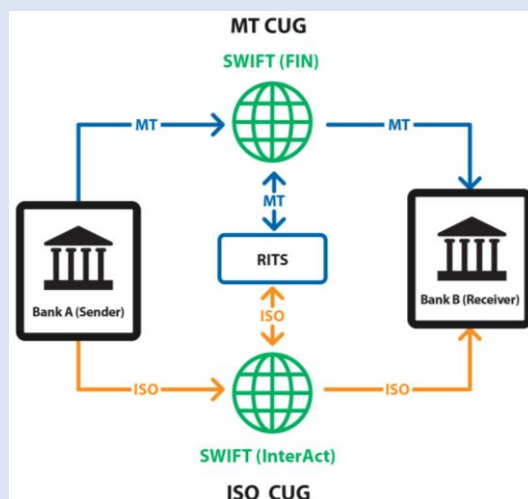 MT CUG
SWIFT (FIN)
MT
MT
MT
Bank A (Sender)
RITS
Bank B (Receiver)
ISO
ISO
ISO
SWIFT (InterAct)
ISO CUG